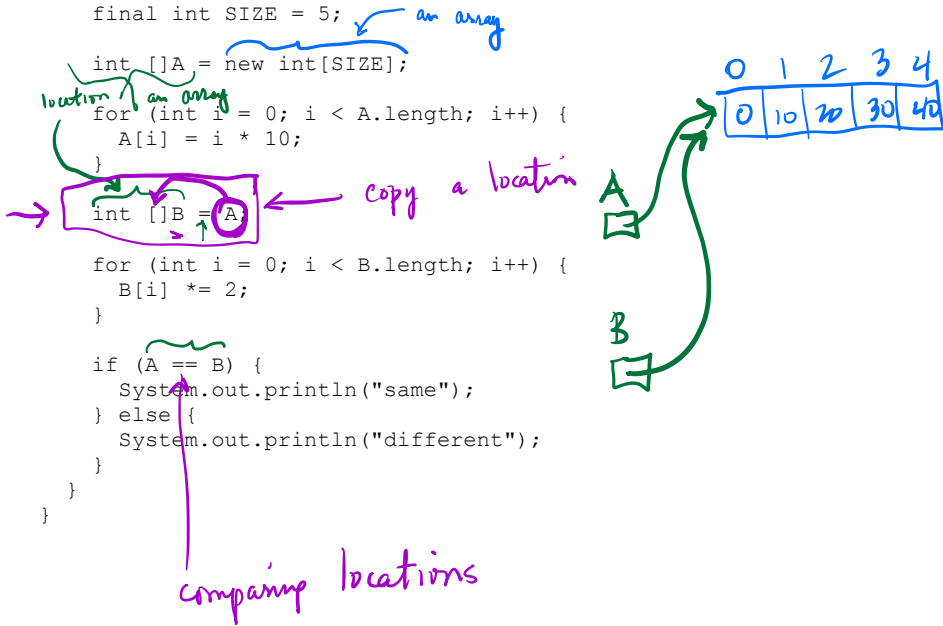 final int SIZE = 5;
an array
int []A = new int[SIZE];
location / an array
for (int i = 0; i < A.length; i++) {
A[i] = i * 10;
}
int []B = A;
copy a location
for (int i = 0; i < B.length; i++) {
B[i] *= 2;
}
if (A == B) {
System.out.println("same");
} else {
System.out.println("different");
}
}
}
comparing locations
0 1 2 3 4
0 10 20 30 40
A
B